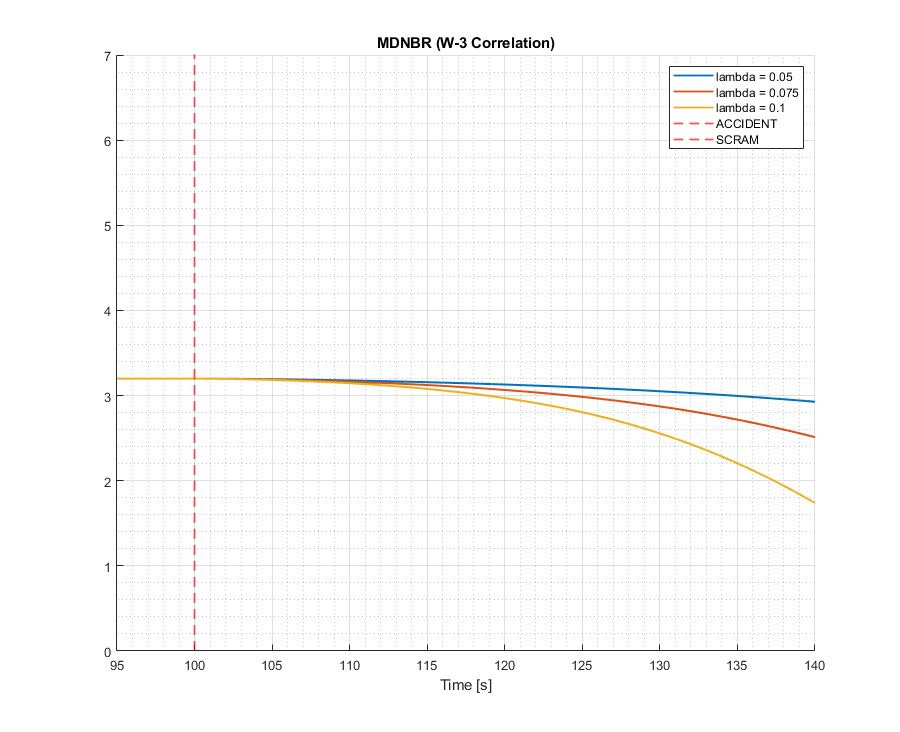 MDNBR (W-3 Correlation)
7
6
5
4
3
2
1
0
lambda = 0.05
lambda = 0.075
lambda = 0.1
ACCIDENT
SCRAM
95 100 105 110 115 120 125 130 135 140
Time [s]